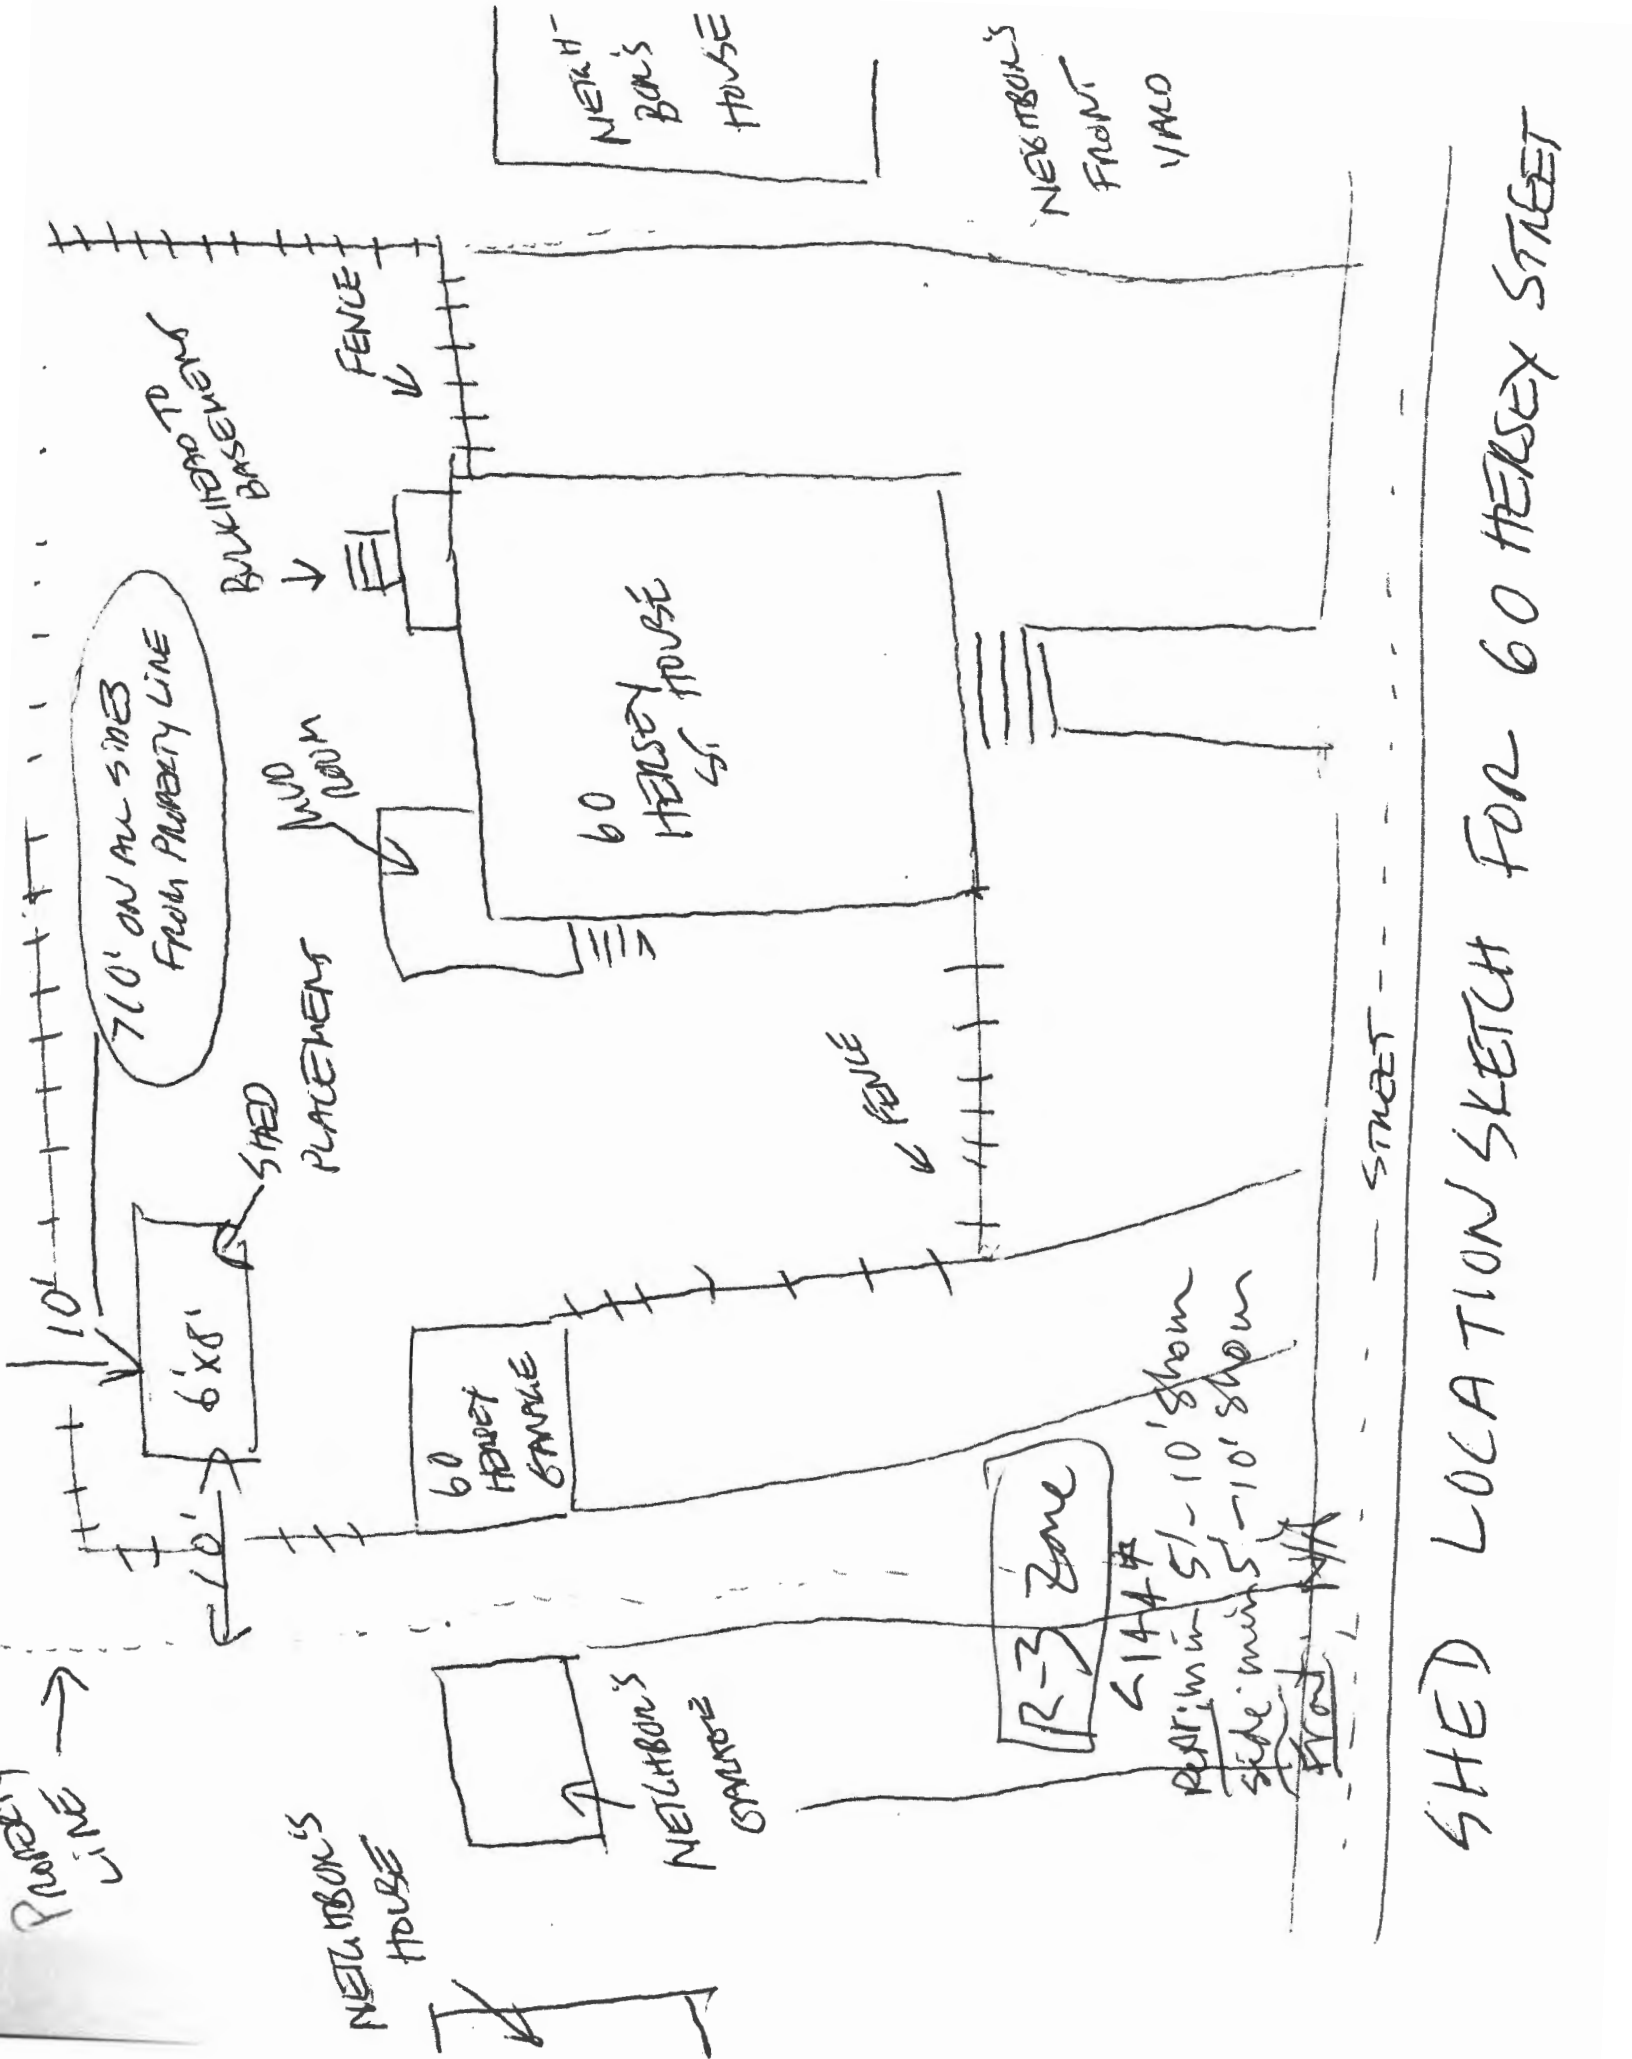 PROPERTY
LINE
10'
10'
6'x8'
SHED
PLACEMENT
>10' ON ALL SIDES
FROM PROPERTY LINE
BULKHEAD TO
BASEMENT
FENCE
MUD
ROOM
NEIGHBOR'S
HOUSE
NEIGHBOR'S
GARAGE
60
HERSEY
GARAGE
60
HERSEY
ST. HOUSE
NEIGH-
BOR'S
HOUSE
FENCE
NEIGHBOR'S
FRONT
YARD
R-3 Zone
Rear: min 5' - 10' shown
side: min 5' - 10' shown
Front
STREET
SHED LOCATION SKETCH FOR 60 HERSEY STREET